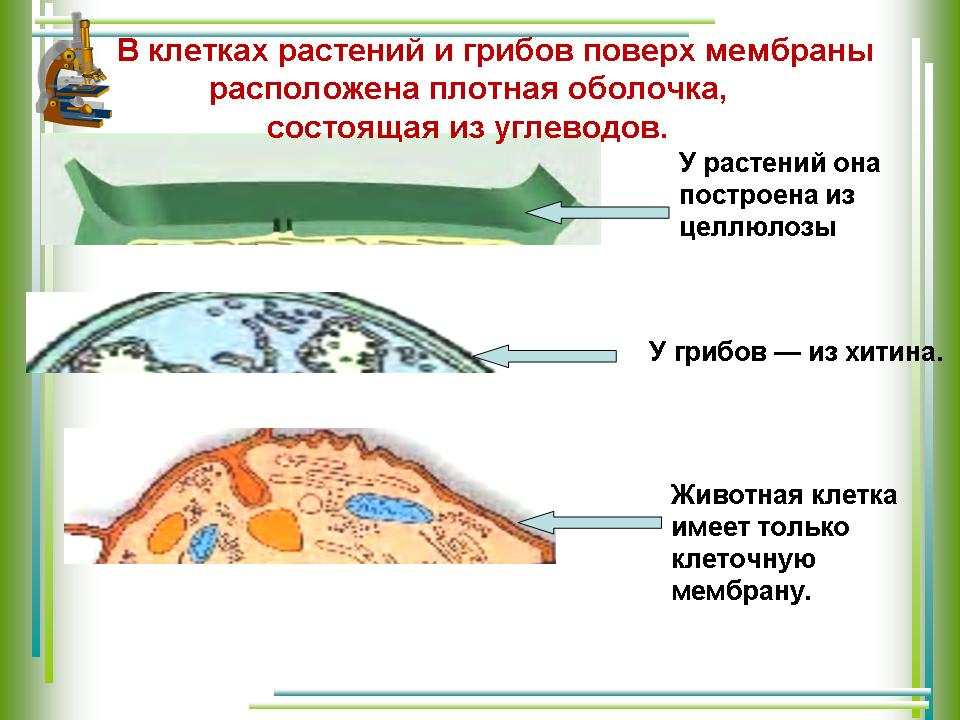 В клетках растений и грибов поверх мембраны
расположена плотная оболочка,
состоящая из углеводов.
У растений она
построена из
целлюлозы
У грибов — из хитина.
Животная клетка
имеет только
клеточную
мембрану.